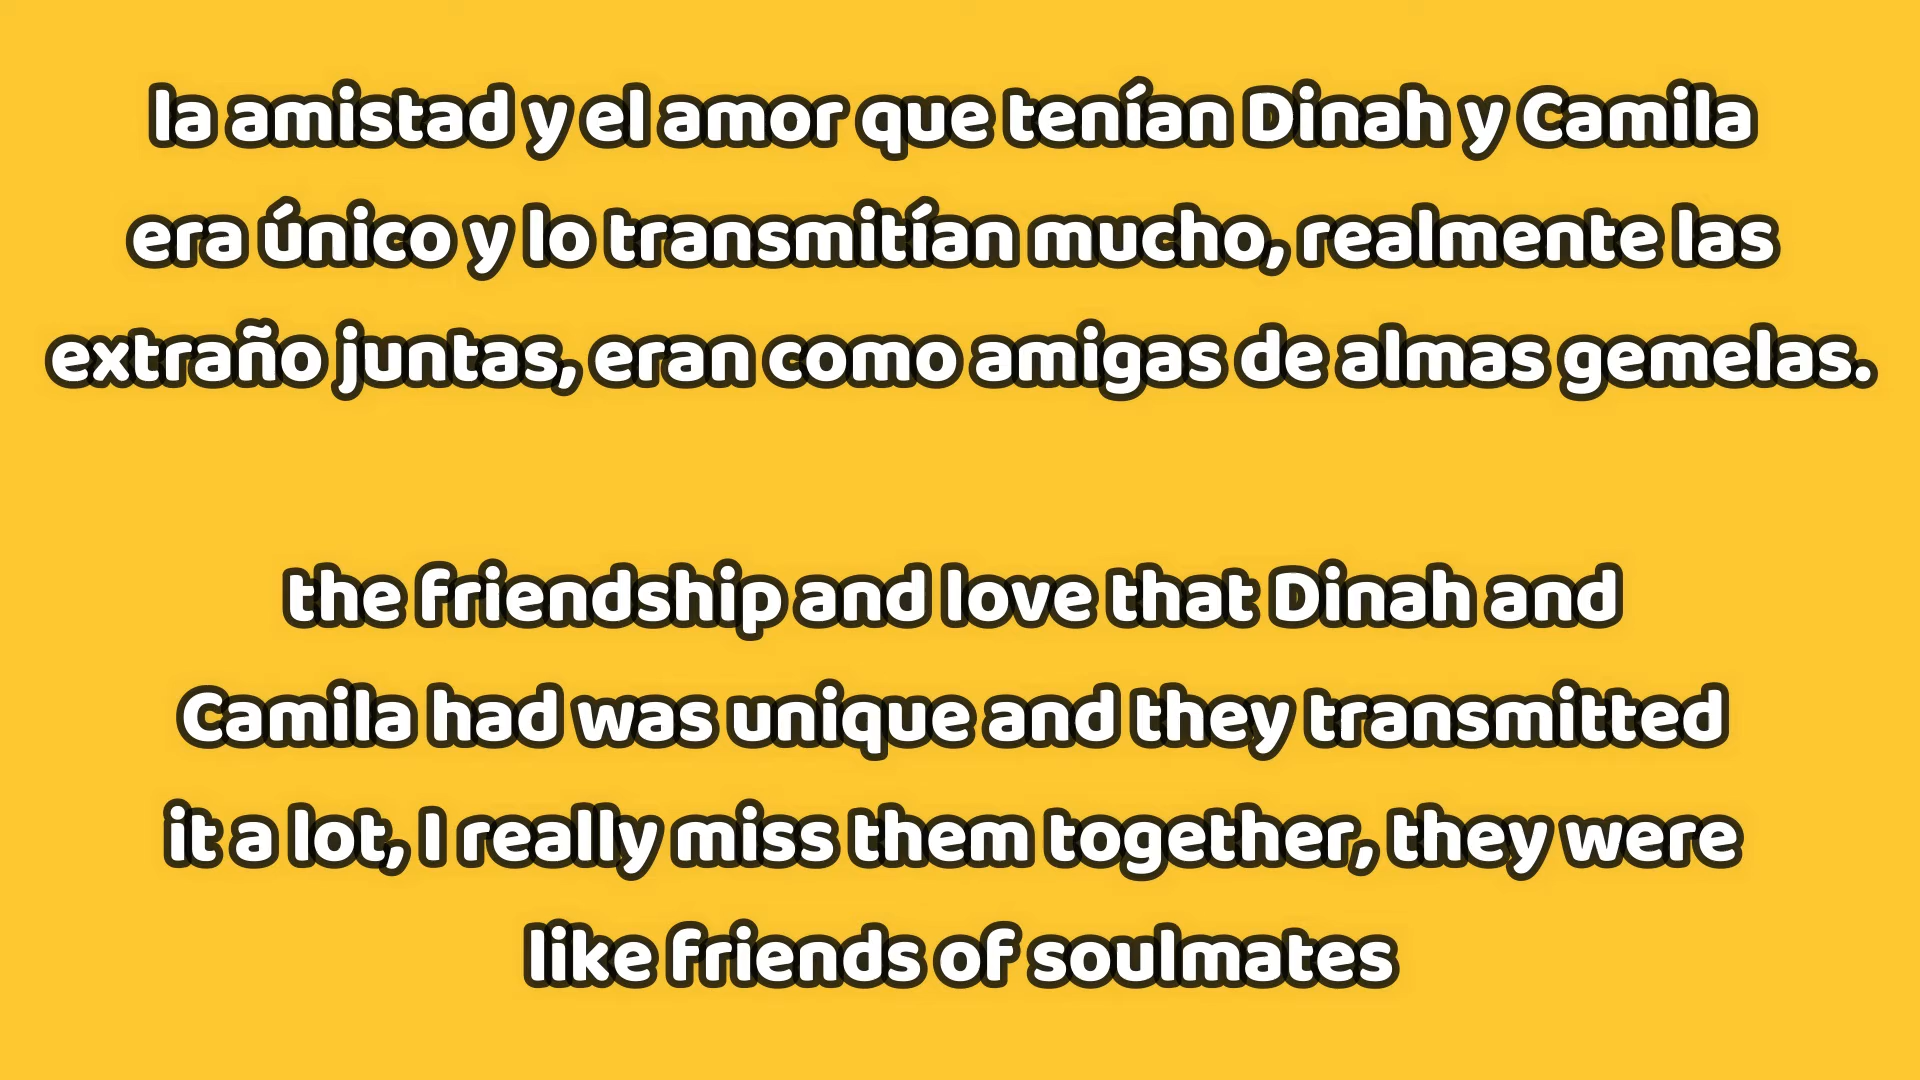 la amistad y el amor que tenían Dinah y Camila
era único y lo transmitían mucho, realmente las
extraño juntas, eran como amigas de almas gemelas.
the friendship and love that Dinah and
Camila had was unique and they transmitted
it a lot, I really miss them together, they were
like friends of soulmates